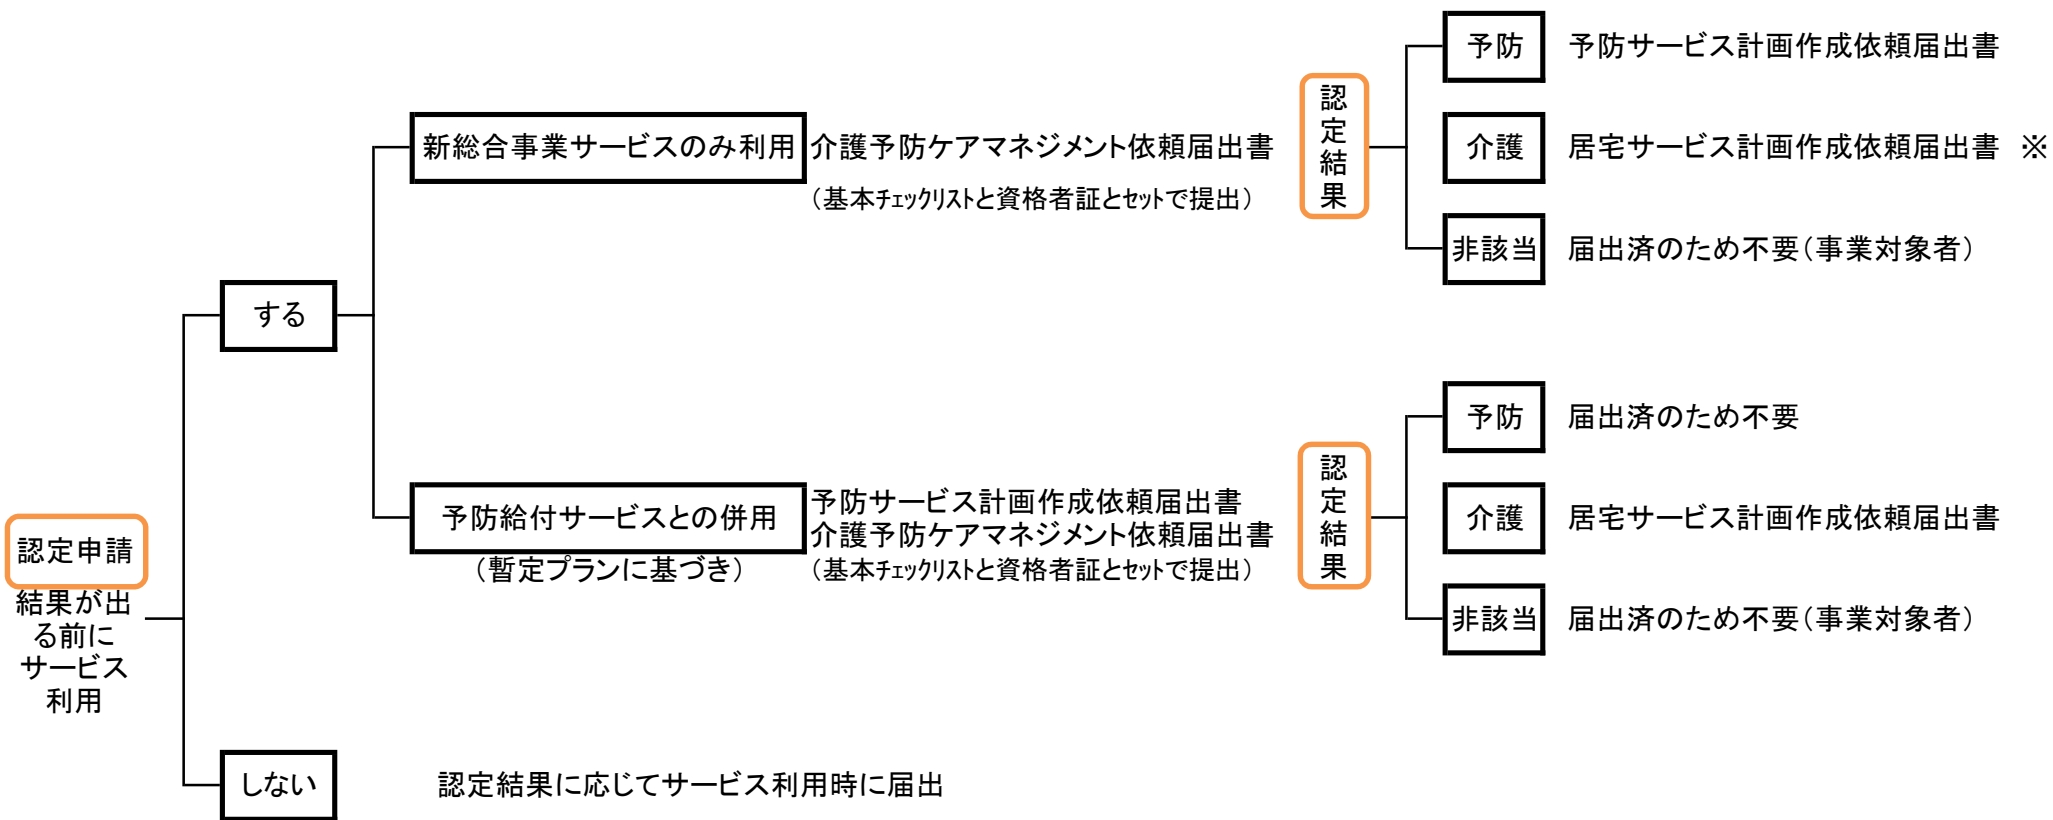 認定申請
結果が出
る前に
サービス
利用
する
新総合事業サービスのみ利用
介護予防ケアマネジメント依頼届出書
（基本ﾁｪｯｸﾘｽﾄと資格者証とｾｯﾄで提出）
認
定
結
果
予防
予防サービス計画作成依頼届出書
介護
居宅サービス計画作成依頼届出書 ※
非該当
届出済のため不要（事業対象者）
予防給付サービスとの併用
（暫定プランに基づき）
予防サービス計画作成依頼届出書
介護予防ケアマネジメント依頼届出書
（基本ﾁｪｯｸﾘｽﾄと資格者証とｾｯﾄで提出）
認
定
結
果
予防
届出済のため不要
介護
居宅サービス計画作成依頼届出書
非該当
届出済のため不要（事業対象者）
しない
認定結果に応じてサービス利用時に届出